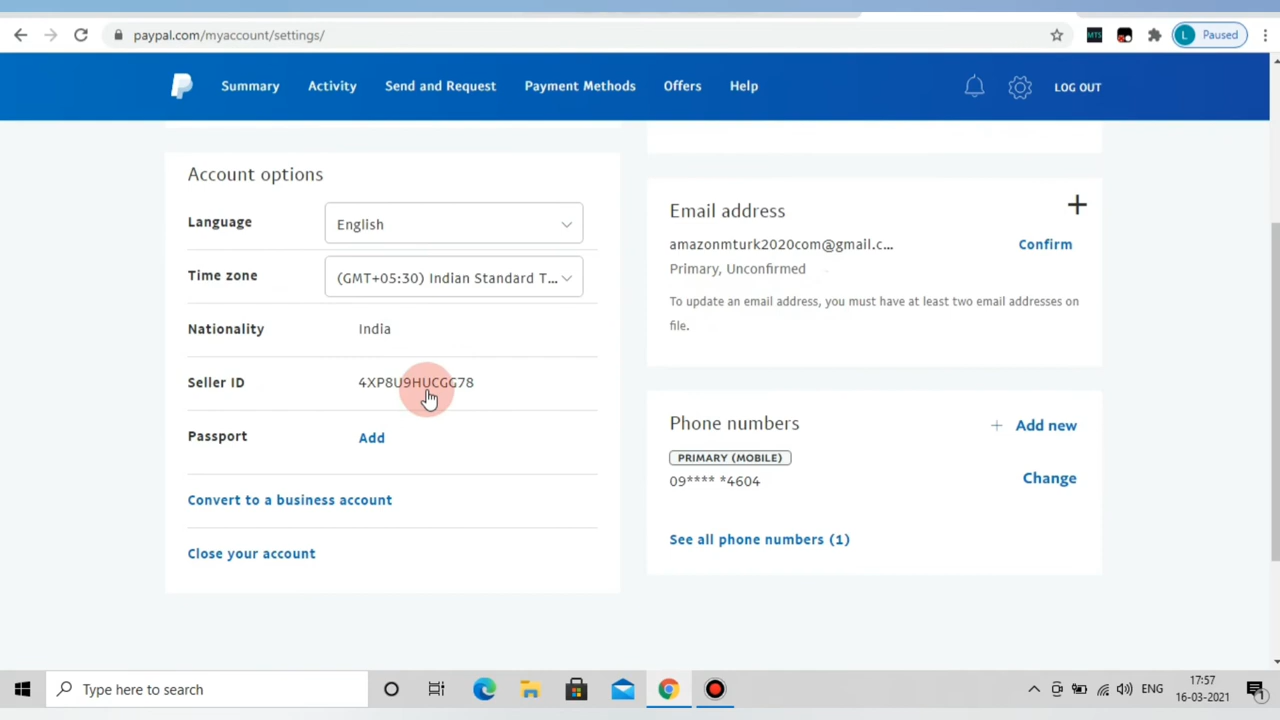 paypal.com/myaccount/settings/
MTS
L Paused
Summary Activity Send and Request Payment Methods Offers Help LOG OUT
Account options
Language English
Time zone (GMT+05:30) Indian Standard T...
Nationality India
Seller ID 4XP8U9HUCGG78
Passport Add
Convert to a business account
Close your account
Email address
amazonmturk2020com@gmail.c... Confirm
Primary, Unconfirmed
To update an email address, you must have at least two email addresses on
file.
Phone numbers + Add new
PRIMARY (MOBILE)
09**** *4604 Change
See all phone numbers (1)
Type here to search
ENG
17:57
16-03-2021
1